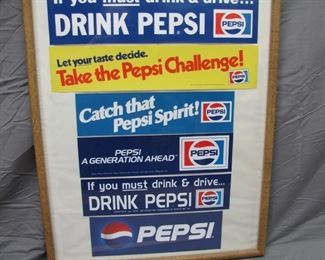 If you must drink & drive...
DRINK PEPSI®
PEPSI
Let your taste decide.
Take the Pepsi Challenge!
PEPSI
Catch that
Pepsi Spirit!
PEPSI
PEPSI
A GENERATION AHEAD™
PEPSI
If you must drink & drive...
DRINK PEPSI
PEPSI
PEPSI